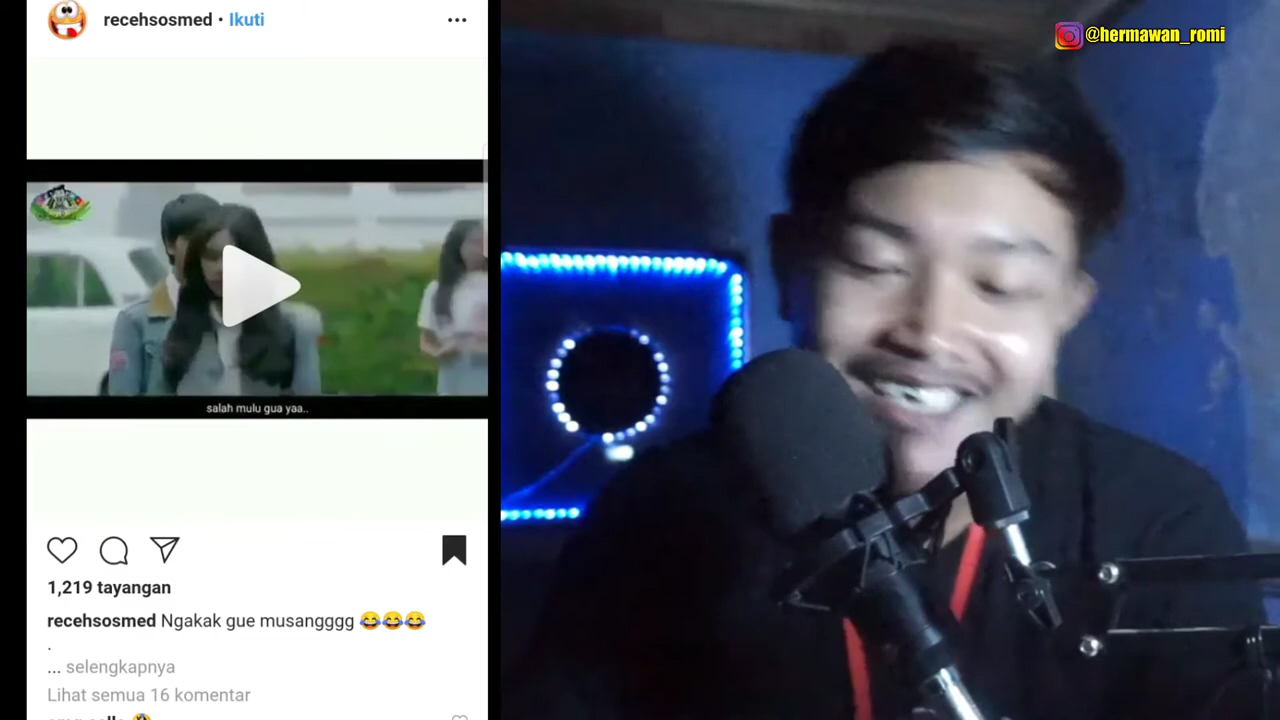 recehsosmed • Ikuti
@hermawan_romi
salah mulu gua yaa..
1,219 tayangan
recehsosmed Ngakak gue musangggg 😂😂😂
.
... selengkapnya
Lihat semua 16 komentar